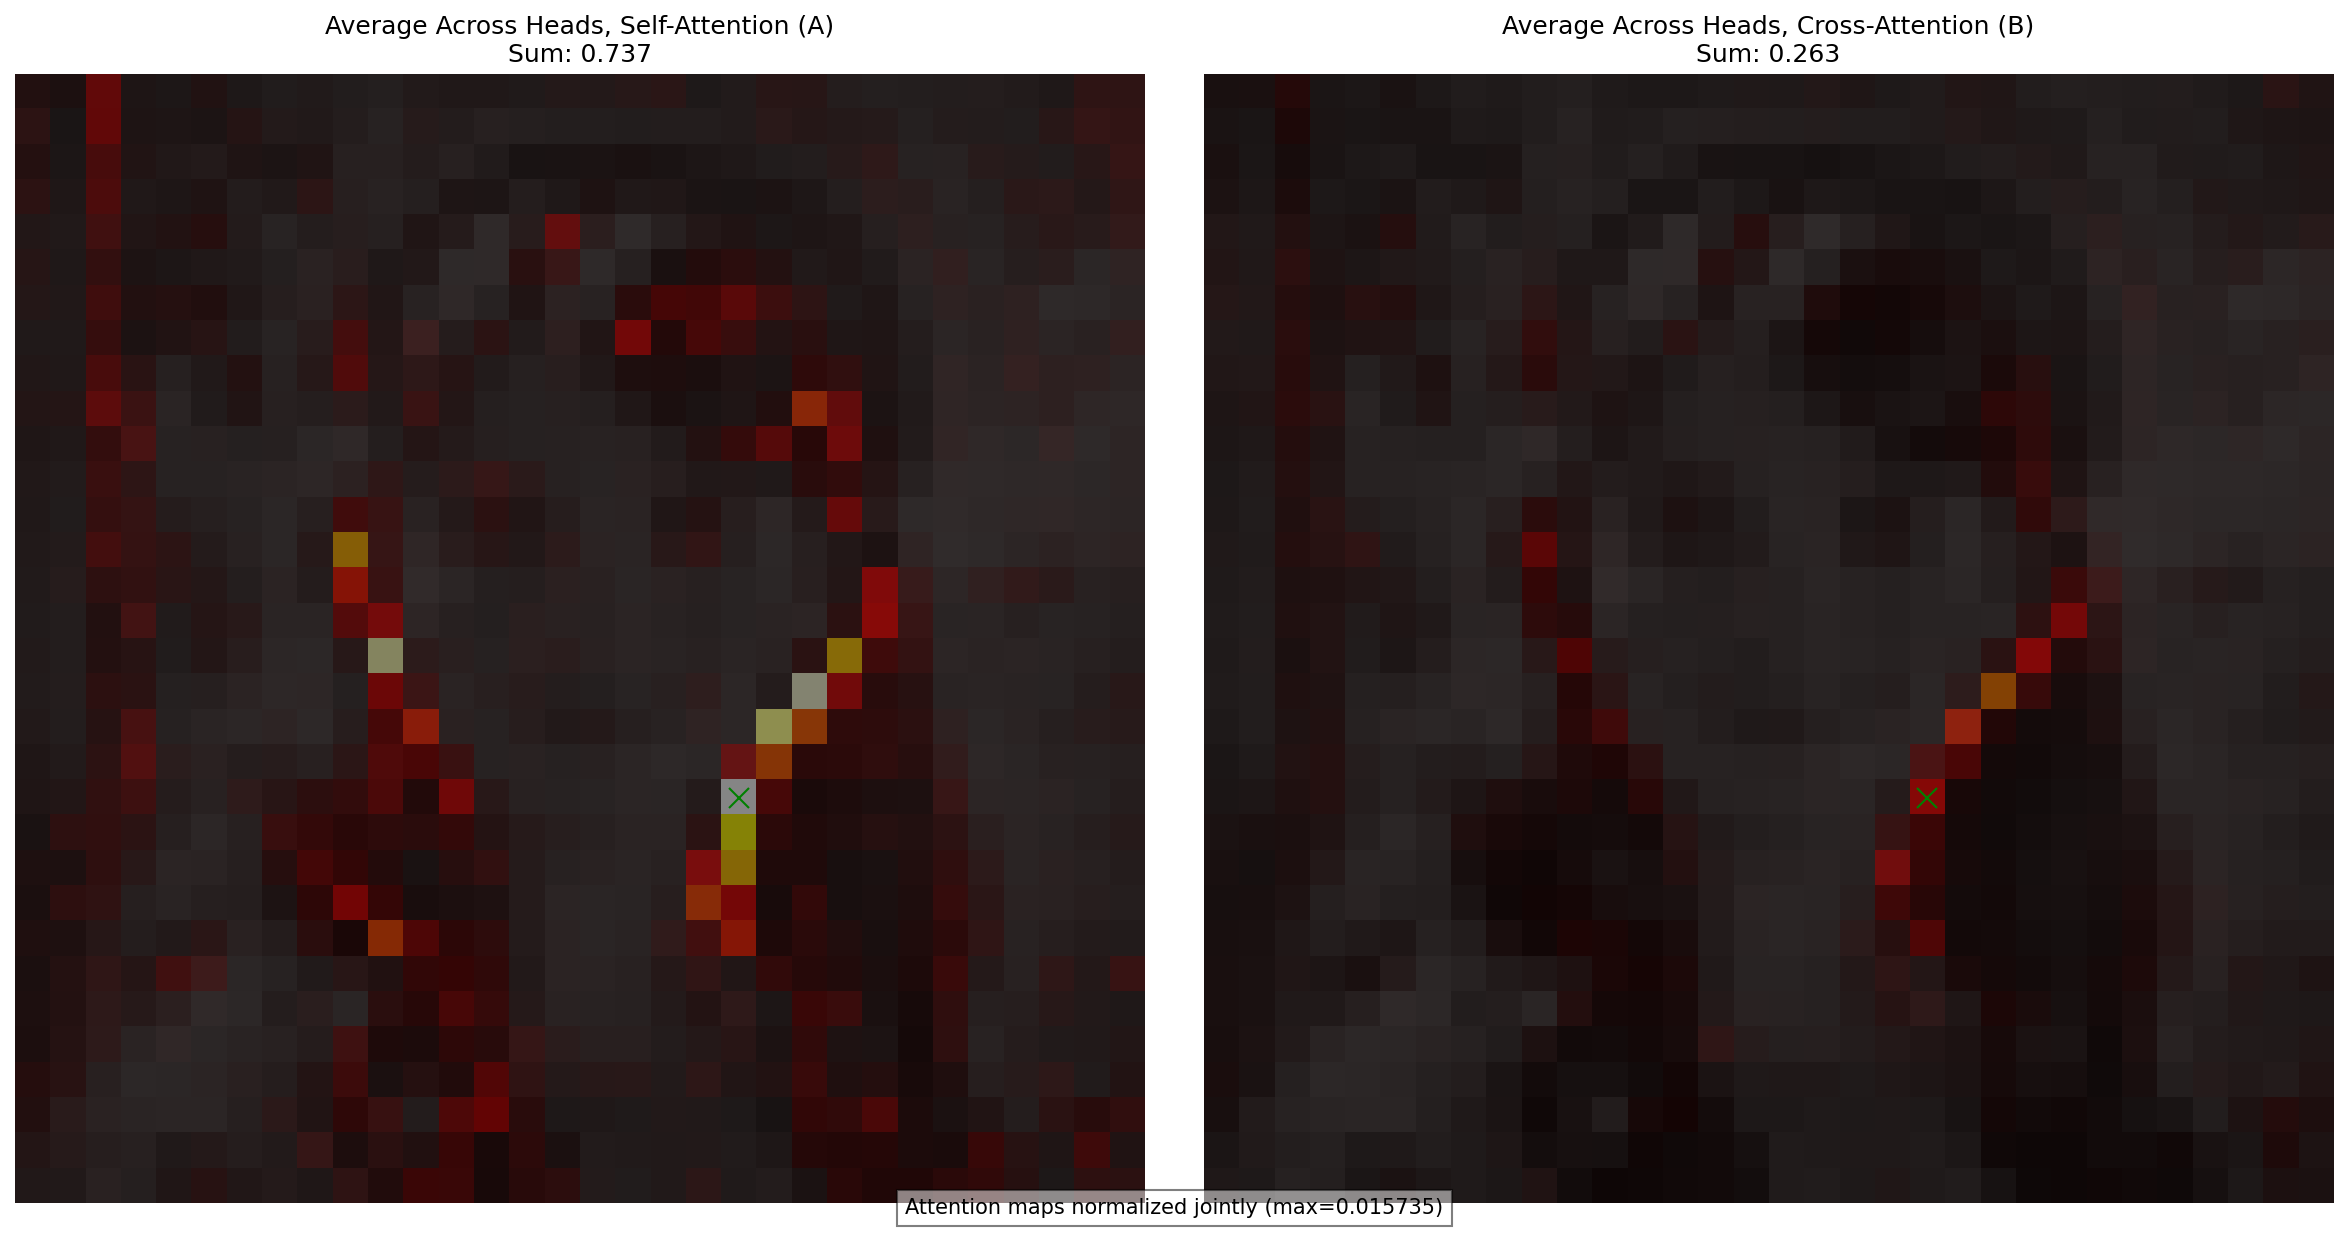 Average Across Heads, Self-Attention (A)
Sum: 0.737
Average Across Heads, Cross-Attention (B)
Sum: 0.263
Attention maps normalized jointly (max=0.015735)